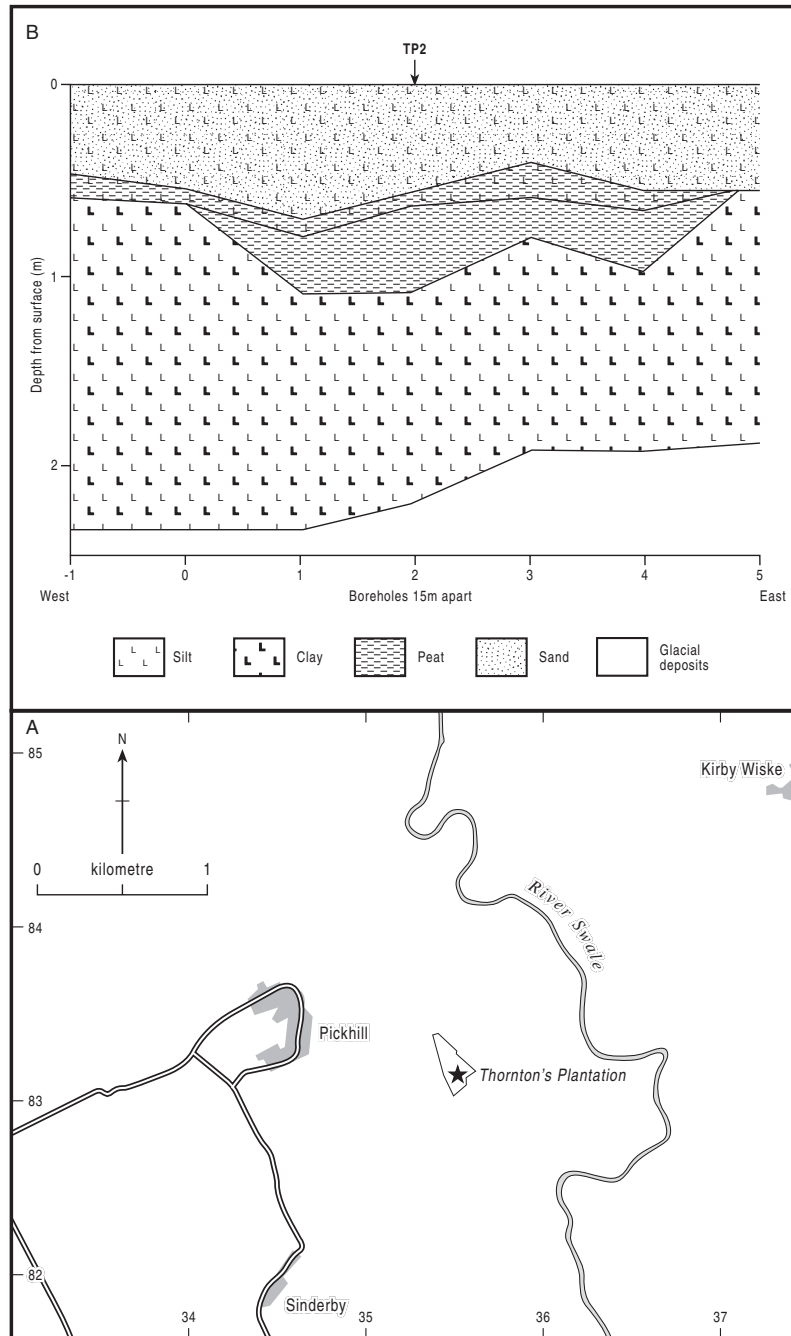 B
TP2
0
1
2
Depth from surface (m)
-1 0 1 2 3 4 5
West Boreholes 15m apart East
Silt Clay Peat Sand Glacial
deposits
A
N
85
Kirby Wiske
0 kilometre 1
River Swale
84
Pickhill
Thornton's Plantation
83
82
Sinderby
34 35 36 37